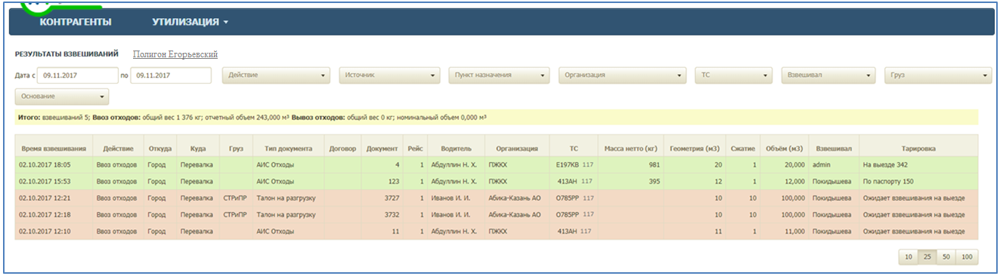 КОНТРАГЕНТЫ УТИЛИЗАЦИЯ
РЕЗУЛЬТАТЫ ВЗВЕШИВАНИЙ Полигон Егорьевский
Дата с 09.11.2017 по 09.11.2017 Действие Источник Пункт назначения Организация ТС Взвешивал Груз
Основание
Итого: взвешиваний 5; Ввоз отходов: общий вес 1 376 кг; отчетный объем 243,000 м³ Вывоз отходов: общий вес 0 кг; номинальный объем 0,000 м³
Время взвешивания Действие Откуда Куда Груз Тип документа Договор Документ Рейс Водитель Организация ТС Масса нетто (кг) Геометрия (м3) Сжатие Объём (м3) Взвешивал Тарировка
02.10.2017 18:05 Ввоз отходов Город Перевалка АИС Отходы 4 1 Абдуллин Н. Х. ПЖКХ Е197КВ 117 981 20 1 20,000 admin На выезде 342
02.10.2017 15:53 Ввоз отходов Город Перевалка АИС Отходы 123 1 Абдуллин Н. Х. ПЖКХ 413АН 117 395 12 1 12,000 Покидышева По паспорту 150
02.10.2017 12:21 Ввоз отходов Город Перевалка СТРиПР Талон на разгрузку 3727 1 Иванов И. И. Абика-Казань АО О785РР 117 10 10 100,000 Покидышева Ожидает взвешивания на выезде
02.10.2017 12:18 Ввоз отходов Город Перевалка СТРиПР Талон на разгрузку 3732 1 Иванов И. И. Абика-Казань АО О785РР 117 10 10 100,000 Покидышева Ожидает взвешивания на выезде
02.10.2017 12:10 Ввоз отходов Город Перевалка АИС Отходы 11 1 Абдуллин Н. Х. ПЖКХ 413АН 117 11 1 11,000 Покидышева Ожидает взвешивания на выезде
10 25 50 100